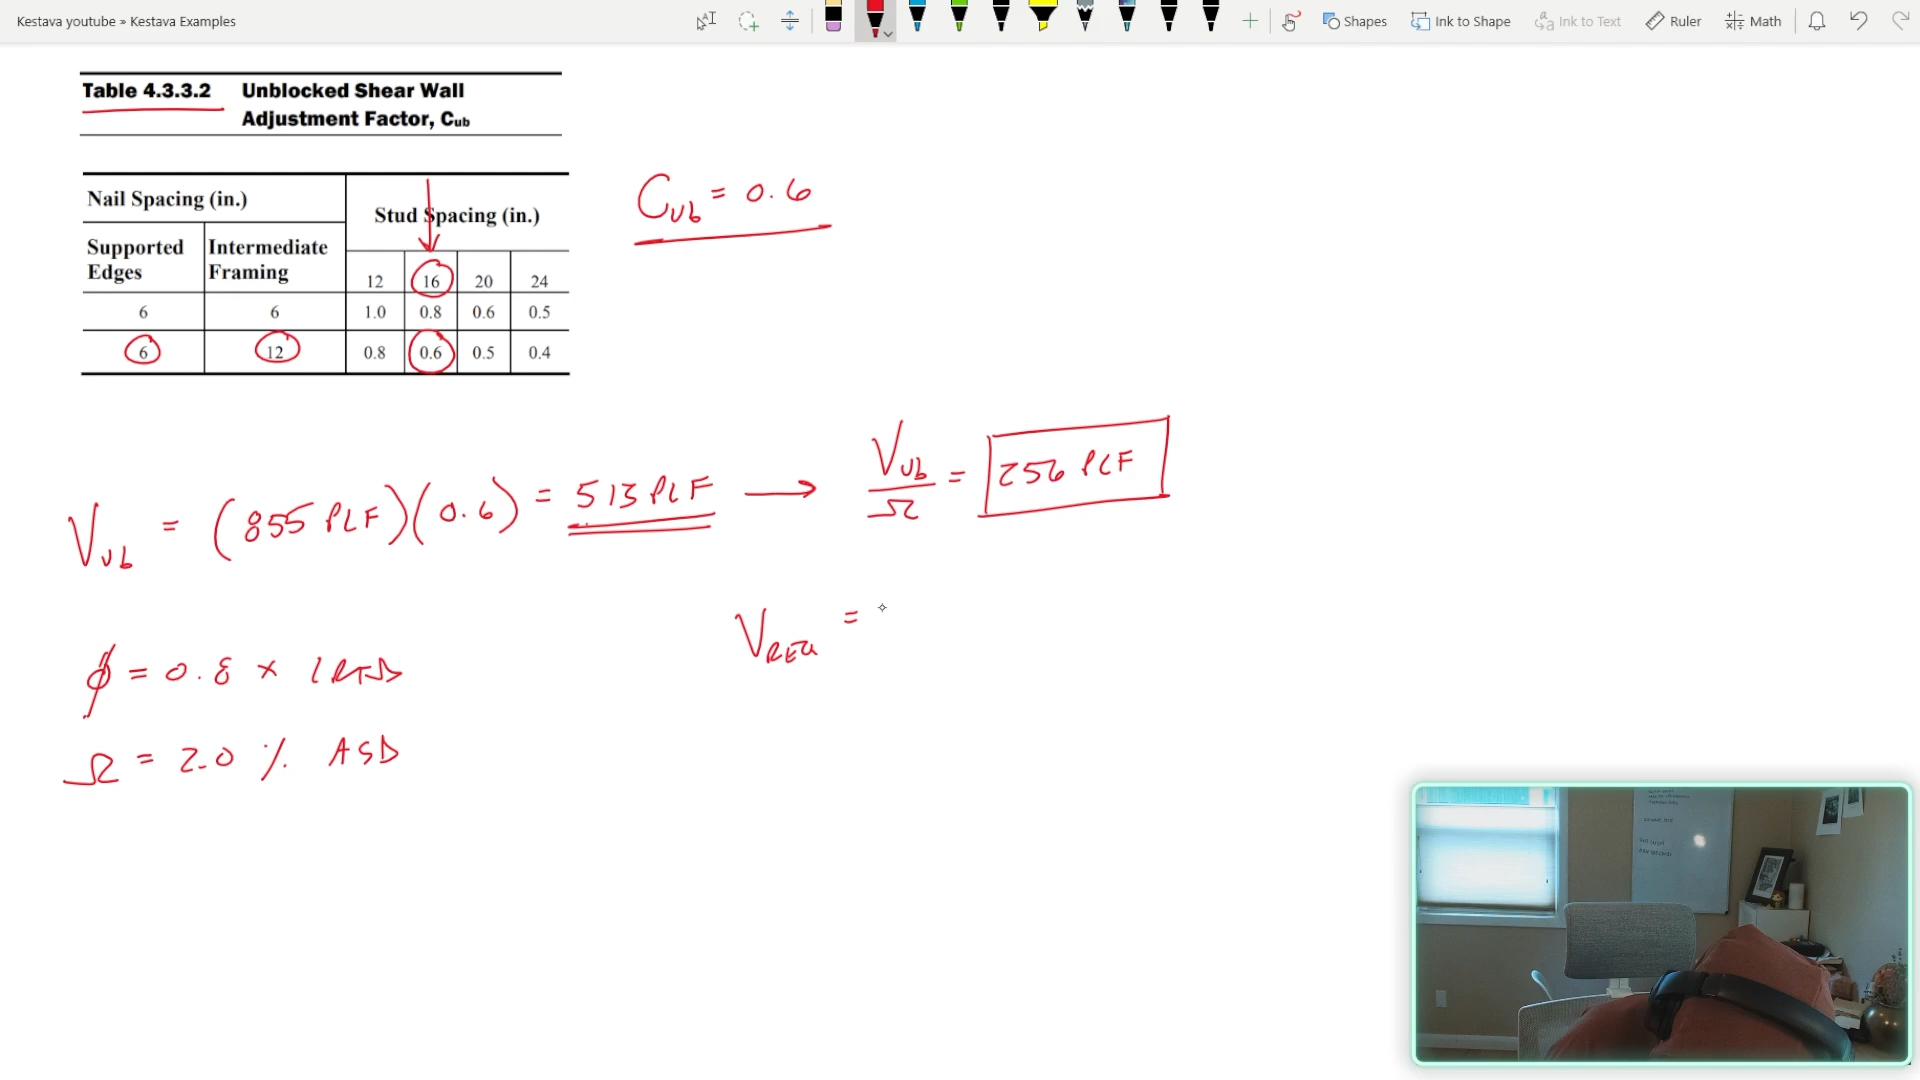 Kestava youtube » Kestava Examples
Shapes Ink to Shape Ink to Text Ruler Math
Table 4.3.3.2 Unblocked Shear Wall
Adjustment Factor, Cub
Nail Spacing (in.) Stud Spacing (in.)
Supported Edges Intermediate Framing 12 16 20 24
6 6 1.0 0.8 0.6 0.5
6 12 0.8 0.6 0.5 0.4
Cub = 0.6
Vub = (855 PLF)(0.6) = 513 PLF → Vub/Ω = 256 PLF
VREQ =
ϕ = 0.8 × LRFD
Ω = 2.0 ÷ ASD